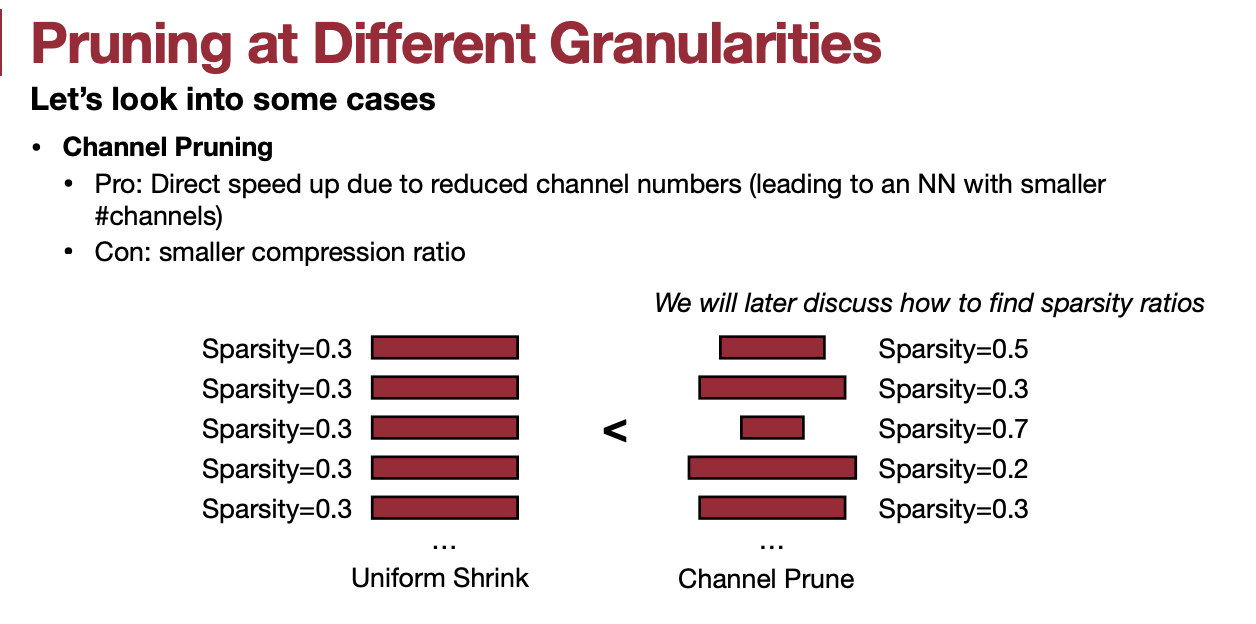 Pruning at Different Granularities
Let's look into some cases
• Channel Pruning
• Pro: Direct speed up due to reduced channel numbers (leading to an NN with smaller
#channels)
• Con: smaller compression ratio
We will later discuss how to find sparsity ratios
Sparsity=0.3 Sparsity=0.5
Sparsity=0.3 Sparsity=0.3
Sparsity=0.3 < Sparsity=0.7
Sparsity=0.3 Sparsity=0.2
Sparsity=0.3 Sparsity=0.3
... ...
Uniform Shrink Channel Prune